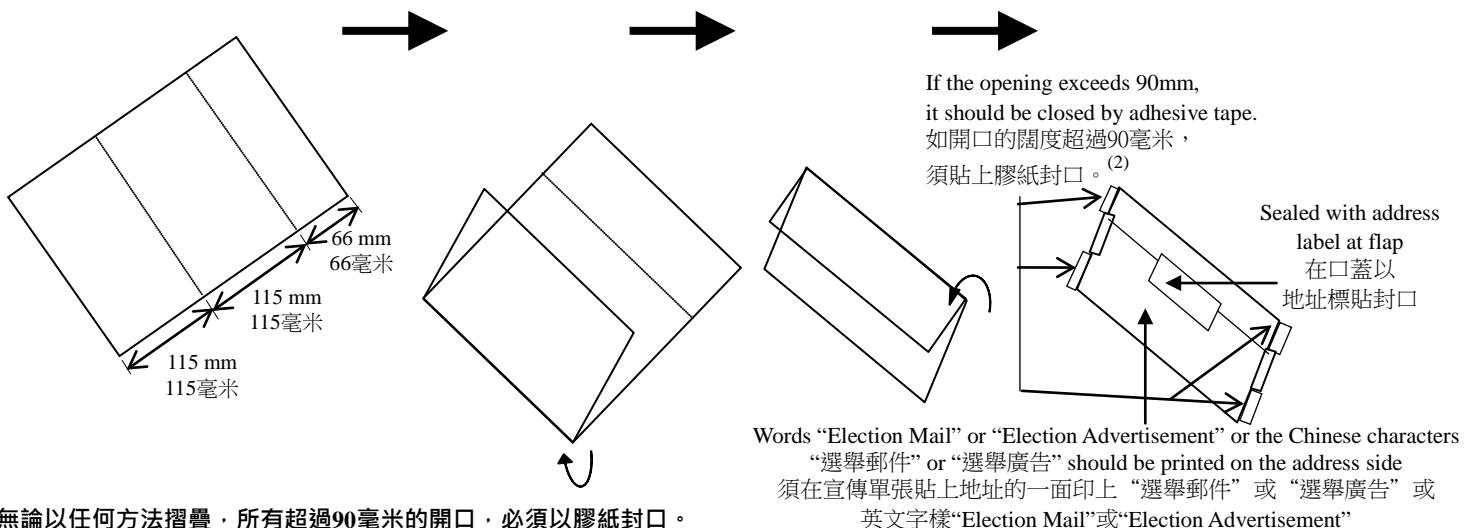 66 mm
66毫米
115 mm
115毫米
115 mm
115毫米
If the opening exceeds 90mm,
it should be closed by adhesive tape.
如開口的闊度超過90毫米，
須貼上膠紙封口。(2)
Sealed with address
label at flap
在口蓋以
地址標貼封口
Words “Election Mail” or “Election Advertisement” or the Chinese characters
“選舉郵件” or “選舉廣告” should be printed on the address side
須在宣傳單張貼上地址的一面印上“選舉郵件”或“選舉廣告”或
英文字樣“Election Mail”或“Election Advertisement”
無論以任何方法摺疊，所有超過90毫米的開口，必須以膠紙封口。